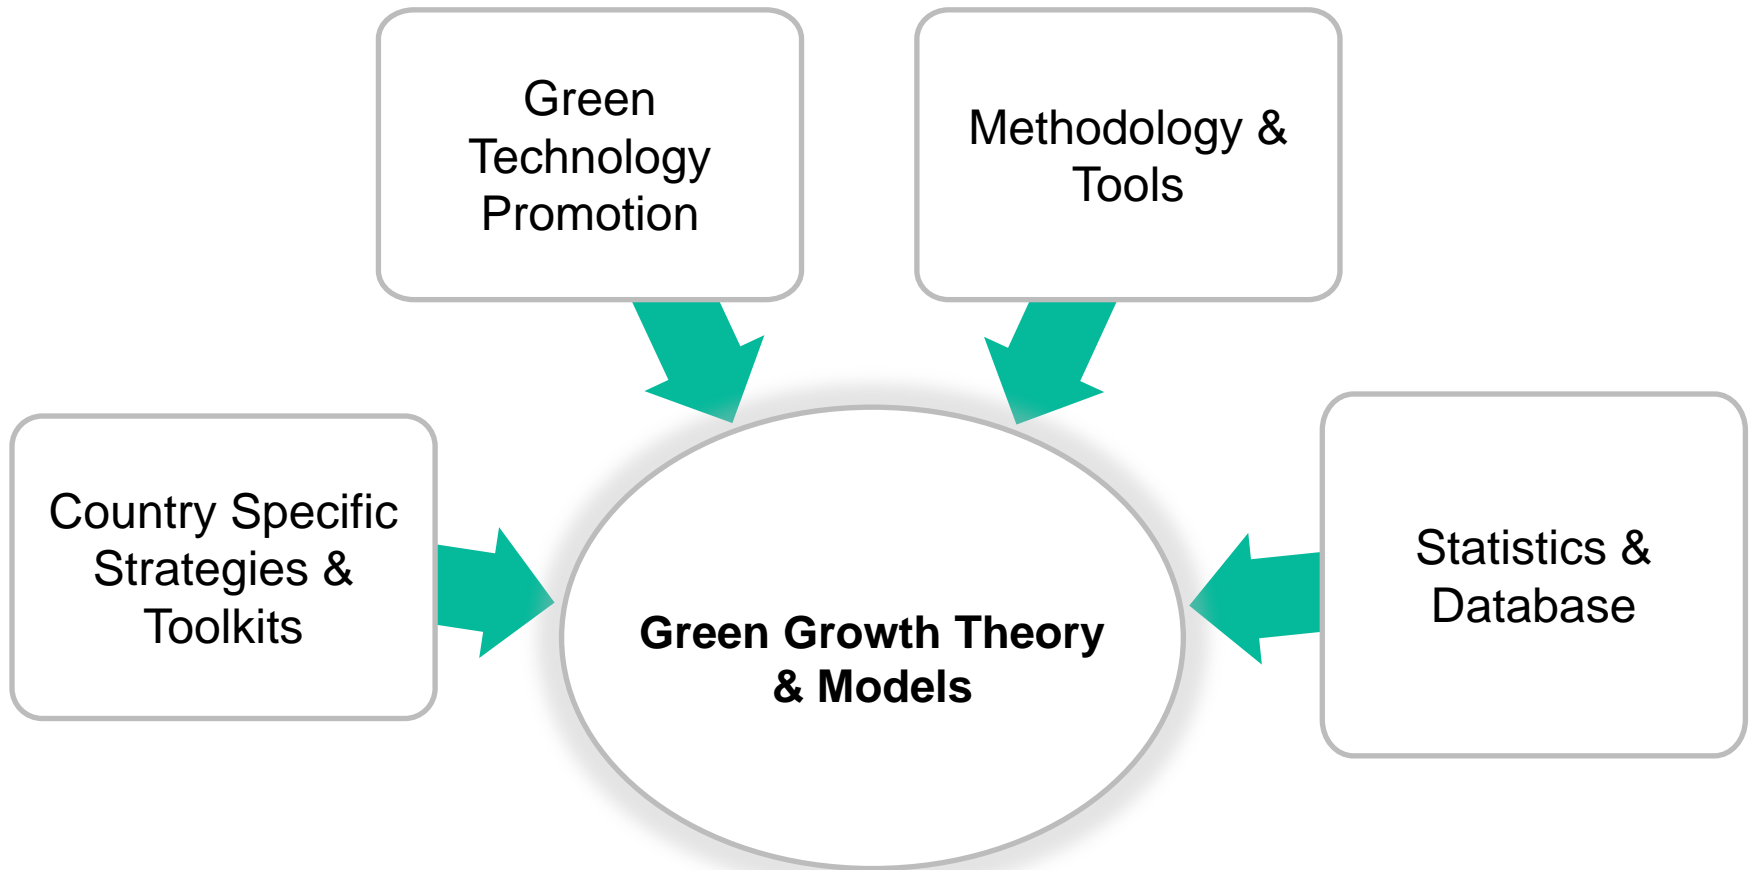 Green
Technology
Promotion
Methodology &
Tools
Country Specific
Strategies &
Toolkits
Statistics &
Database
Green Growth Theory
& Models